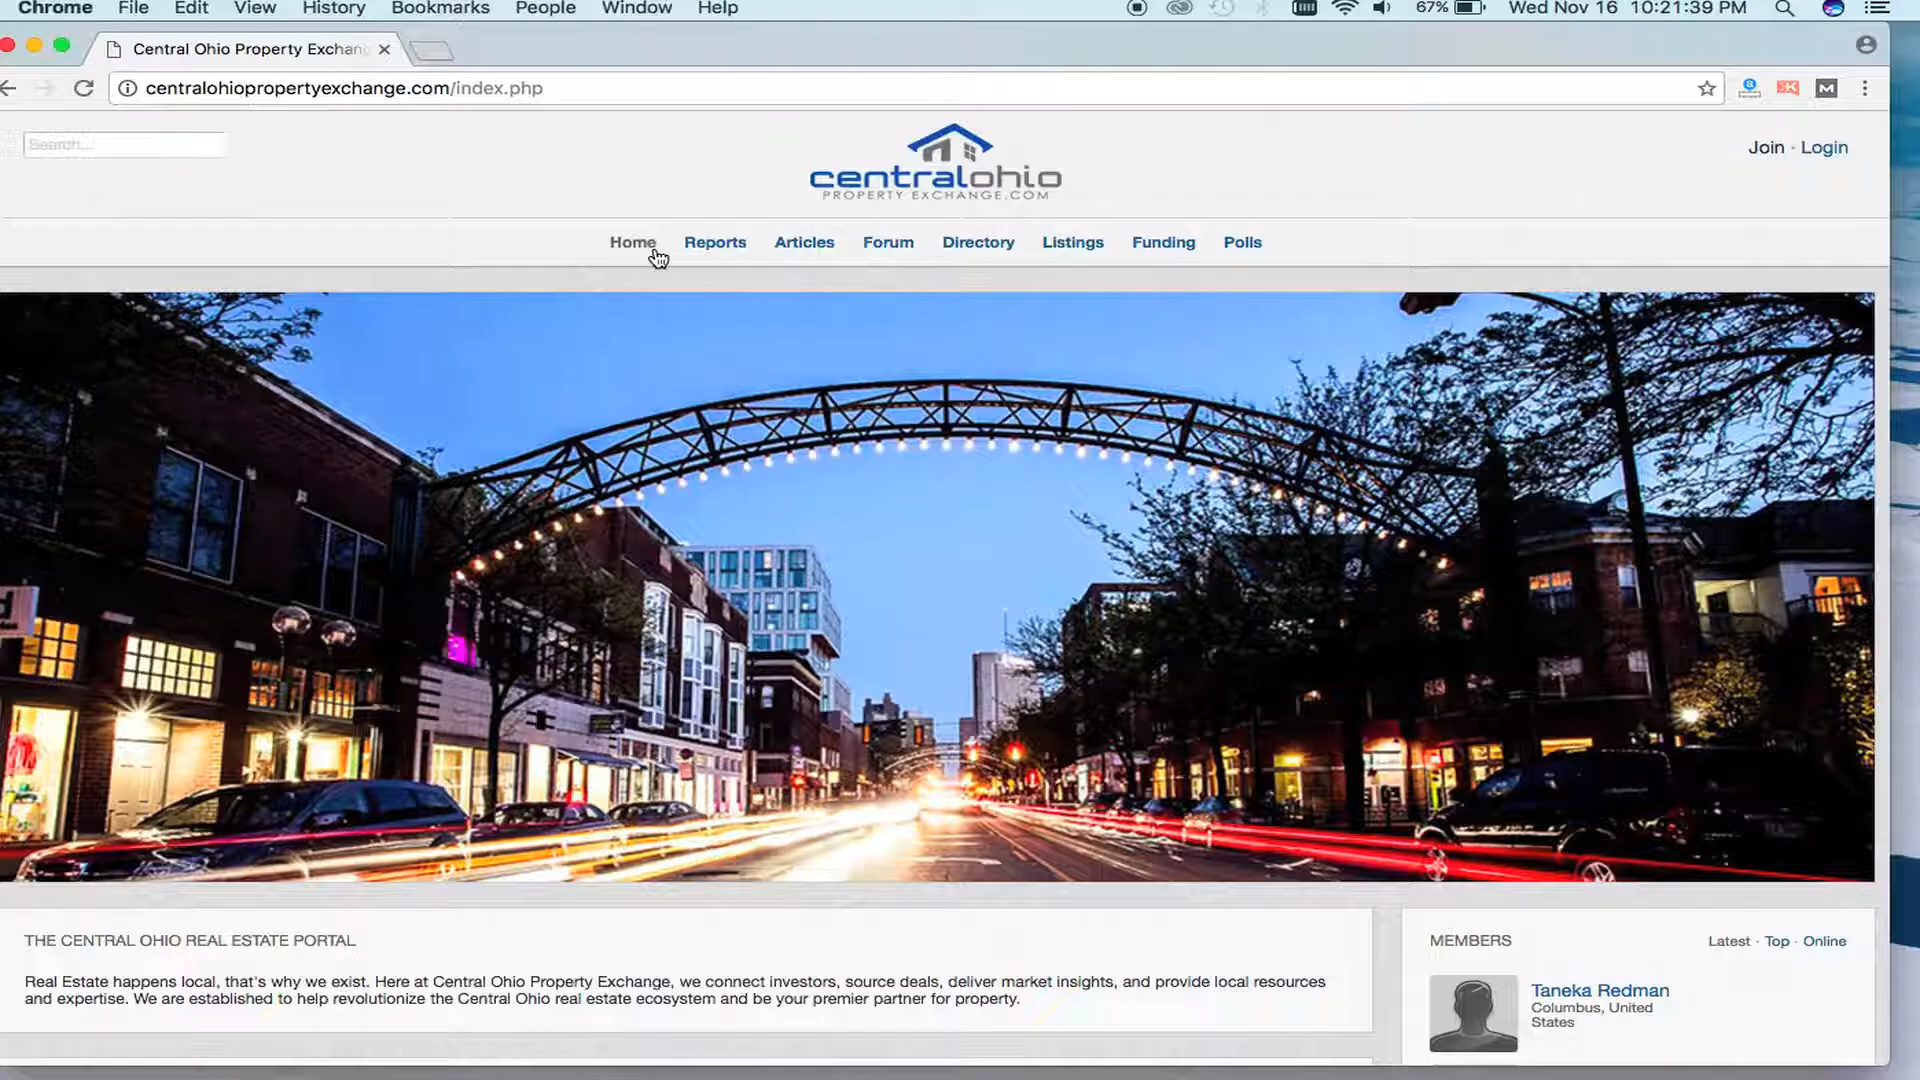 Chrome File Edit View History Bookmarks People Window Help 67% Wed Nov 16 10:21:39 PM
Central Ohio Property Exchan
centralohiopropertyexchange.com/index.php
Search...
centralohio
PROPERTY EXCHANGE.COM
Join · Login
Home Reports Articles Forum Directory Listings Funding Polls
THE CENTRAL OHIO REAL ESTATE PORTAL
Real Estate happens local, that's why we exist. Here at Central Ohio Property Exchange, we connect investors, source deals, deliver market insights, and provide local resources
and expertise. We are established to help revolutionize the Central Ohio real estate ecosystem and be your premier partner for property.
MEMBERS
Latest · Top · Online
Taneka Redman
Columbus, United
States